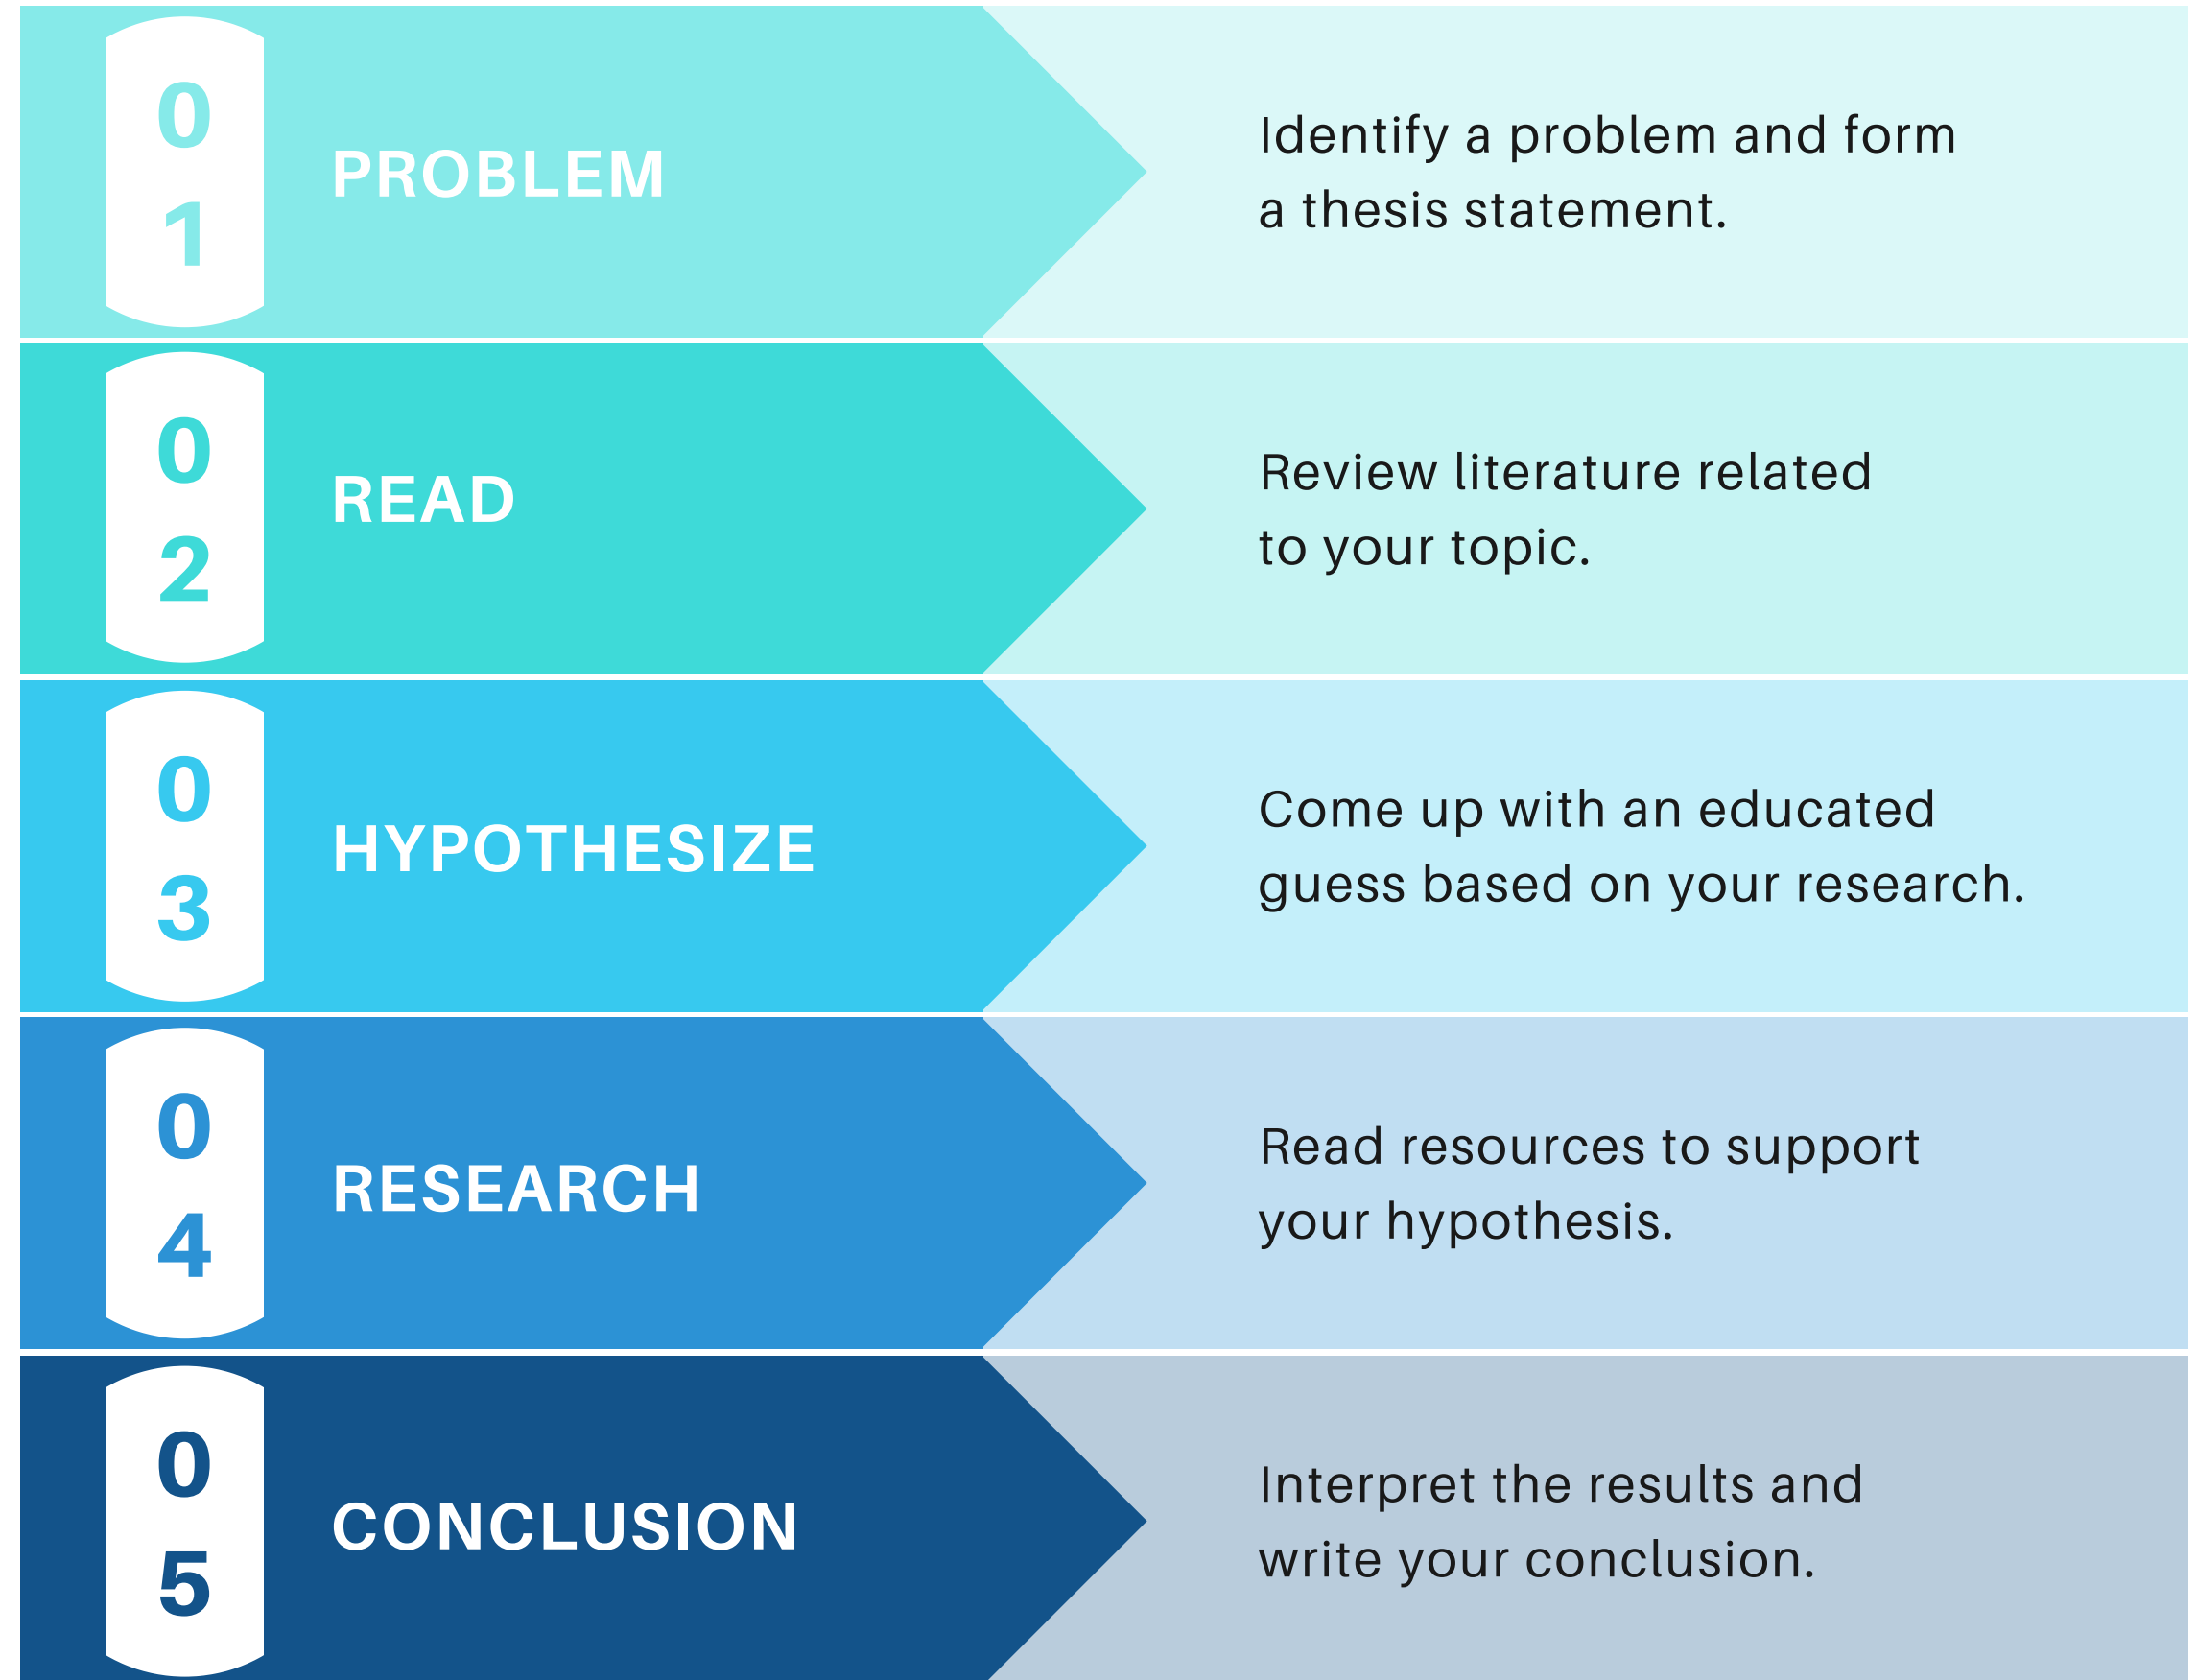 0
1
PROBLEM
Identify a problem and form
a thesis statement.
0
2
READ
Review literature related
to your topic.
0
3
HYPOTHESIZE
Come up with an educated
guess based on your research.
0
4
RESEARCH
Read resources to support
your hypothesis.
0
5
CONCLUSION
Interpret the results and
write your conclusion.